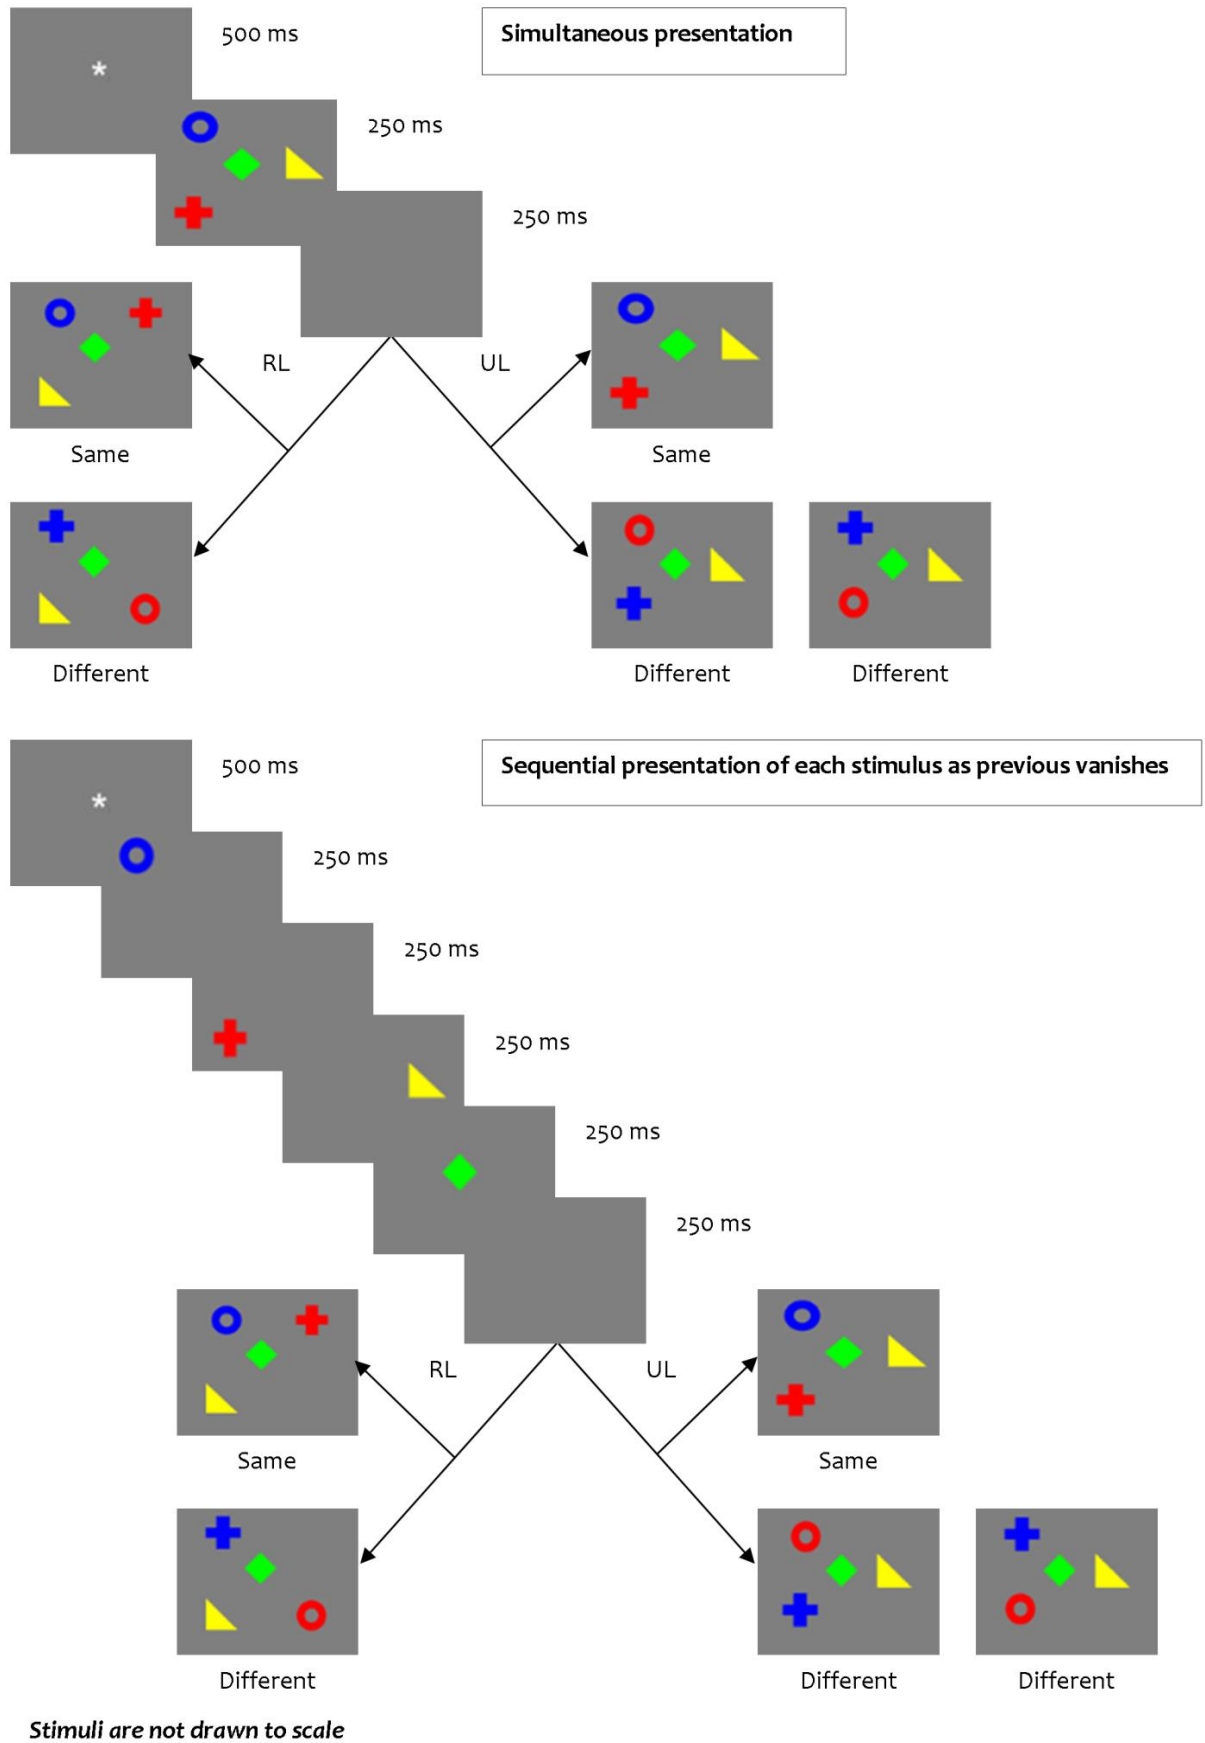 500 ms
Simultaneous presentation
*
250 ms
250 ms
RL
UL
Same
Same
Different
Different
Different
500 ms
Sequential presentation of each stimulus as previous vanishes
*
250 ms
250 ms
250 ms
250 ms
250 ms
RL
UL
Same
Same
Different
Different
Different
Stimuli are not drawn to scale